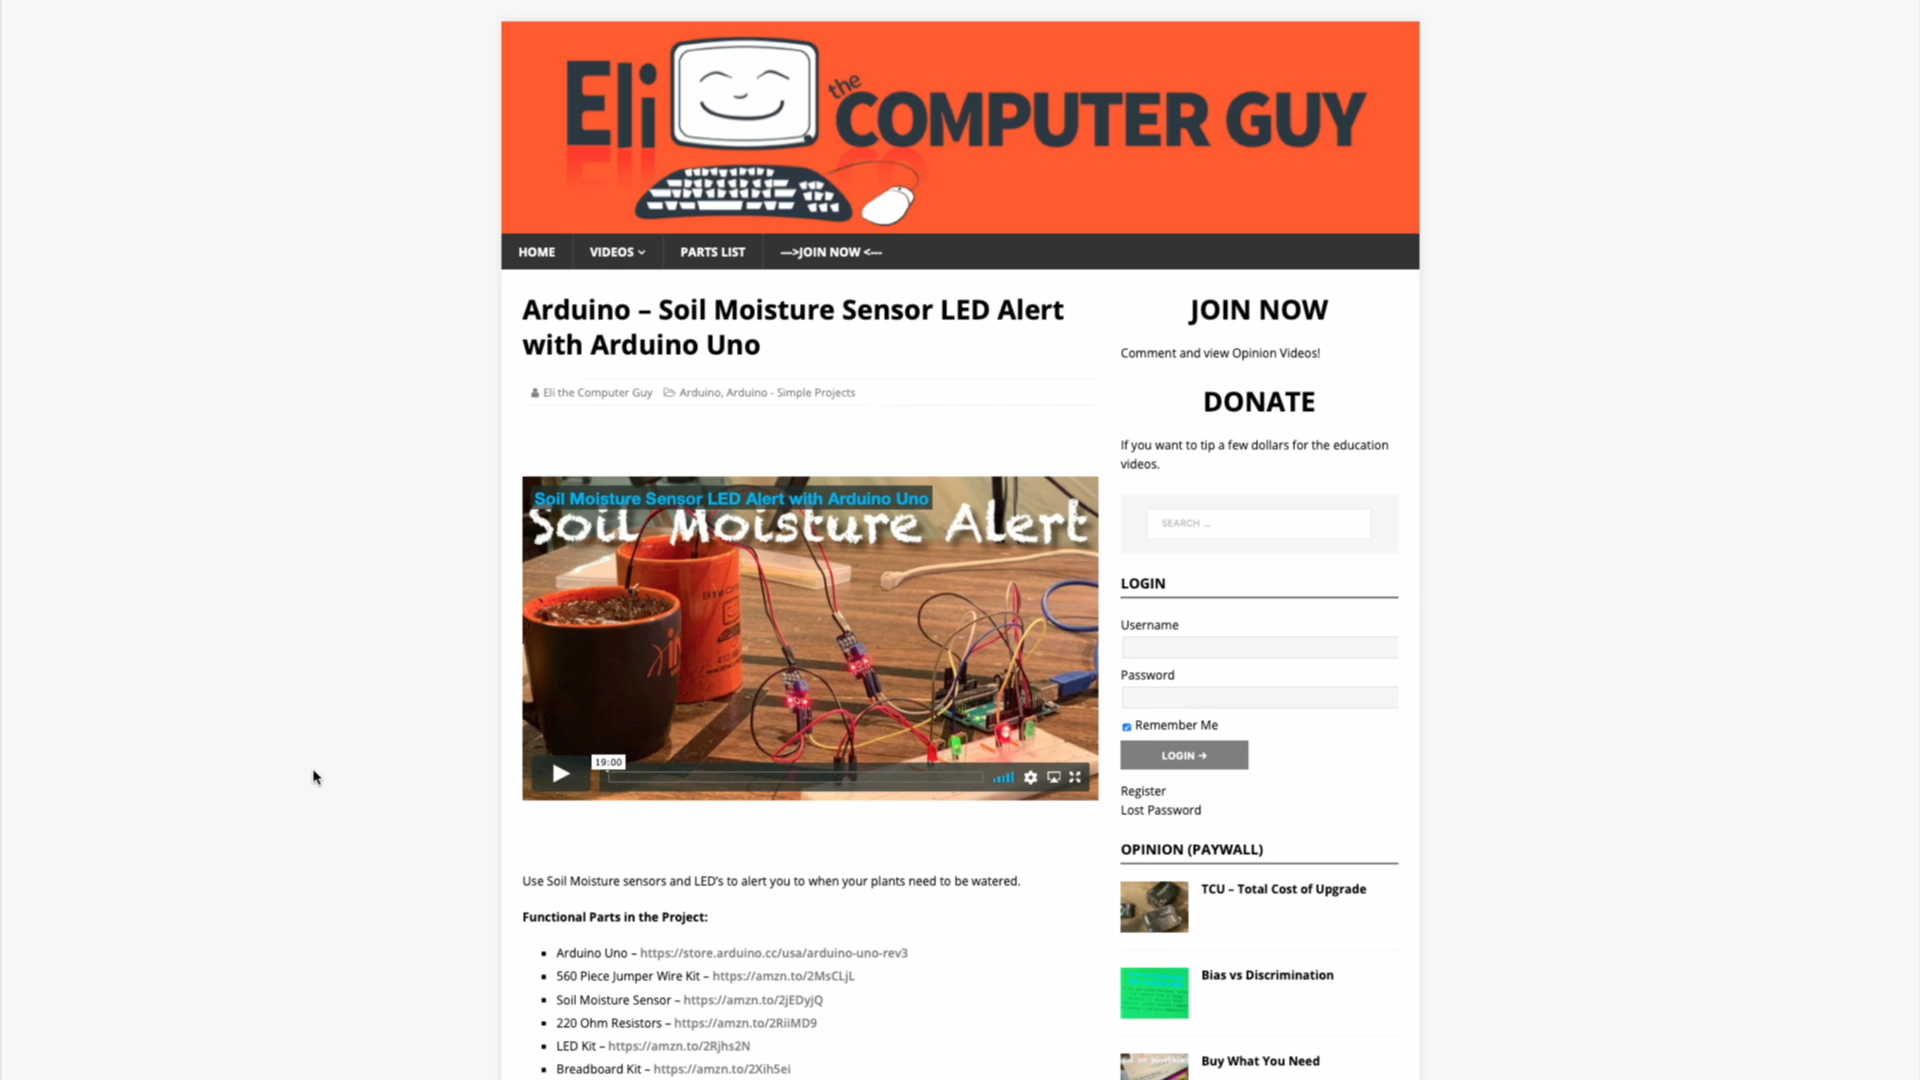 Eli the COMPUTER GUY
HOME VIDEOS PARTS LIST --->JOIN NOW <---
Arduino – Soil Moisture Sensor LED Alert
with Arduino Uno
Eli the Computer Guy Arduino, Arduino - Simple Projects
Soil Moisture Sensor LED Alert with Arduino Uno
Soil Moisture Alert
19:00
Use Soil Moisture sensors and LED's to alert you to when your plants need to be watered.
Functional Parts in the Project:
Arduino Uno – https://store.arduino.cc/usa/arduino-uno-rev3
560 Piece Jumper Wire Kit – https://amzn.to/2MsCLjL
Soil Moisture Sensor – https://amzn.to/2jEDyjQ
220 Ohm Resistors – https://amzn.to/2RiiMD9
LED Kit – https://amzn.to/2Rjhs2N
Breadboard Kit – https://amzn.to/2Xih5ei
JOIN NOW
Comment and view Opinion Videos!
DONATE
If you want to tip a few dollars for the education
videos.
SEARCH ...
LOGIN
Username
Password
Remember Me
LOGIN →
Register
Lost Password
OPINION (PAYWALL)
TCU – Total Cost of Upgrade
Bias vs Discrimination
Buy What You Need